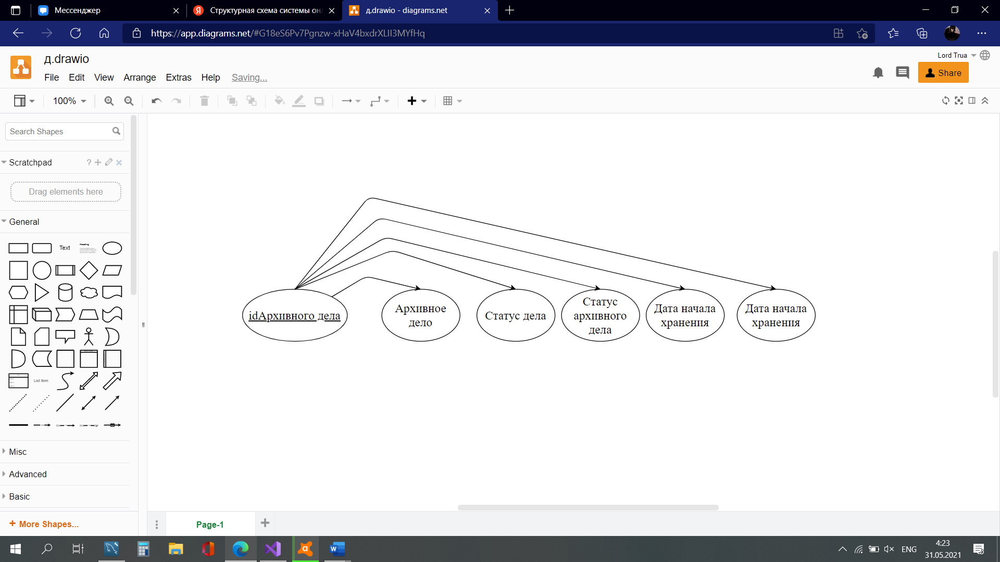 Мессенджер
Структурная схема системы онл
д.drawio - diagrams.net
https://app.diagrams.net/#G18eS6Pv7Pgnzw-xHaV4bxdrXLlI3MYfHq
д.drawio
Lord Trua
File Edit View Arrange Extras Help Saving...
Share
100%
Search Shapes
Scratchpad
?
Drag elements here
General
Text
Heading
List Item
Misc
Advanced
Basic
+ More Shapes...
idАрхивного дела
Архивное
дело
Статус дела
Статус
архивного
дела
Дата начала
хранения
Дата начала
хранения
Page-1
ENG
4:23
31.05.2021